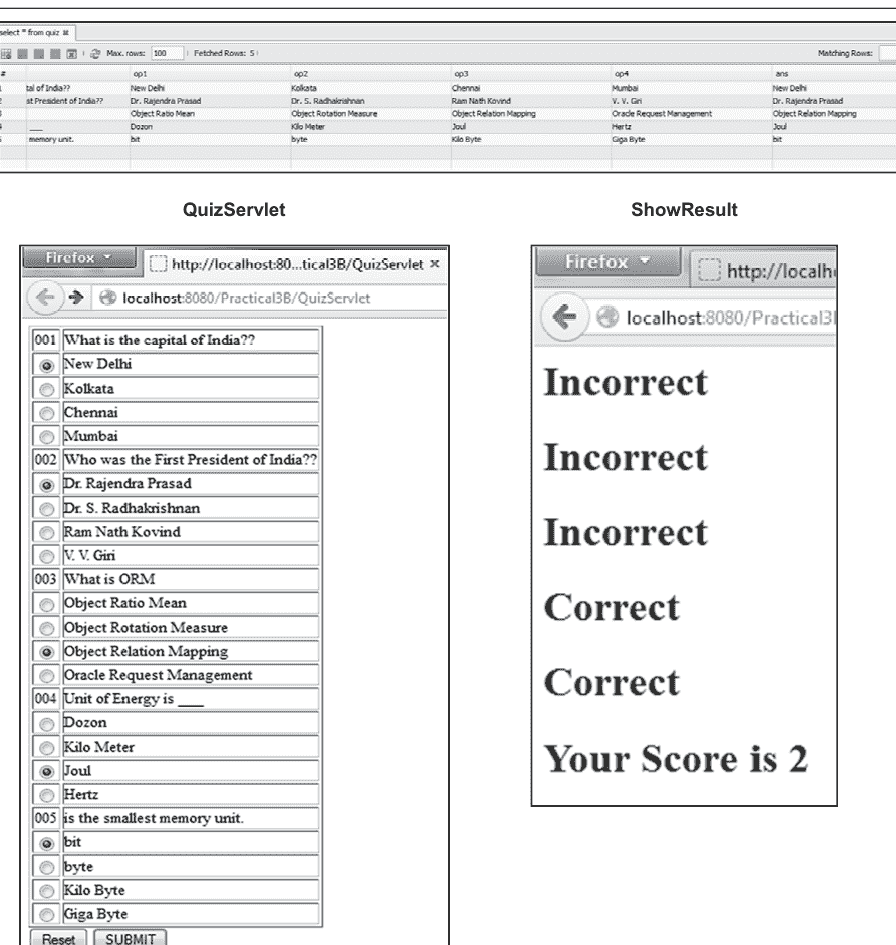 select * from quiz
Max. rows: 100 Fetched Rows: 5 Matching Rows:
# op1 op2 op3 op4 ans
tal of India?? New Delhi Kolkata Chennai Mumbai New Delhi
st President of India?? Dr. Rajendra Prasad Dr. S. Radhakrishnan Ram Nath Kovind V. V. Giri Dr. Rajendra Prasad
Object Ratio Mean Object Rotation Measure Object Relation Mapping Oracle Request Management Object Relation Mapping
___ Dozon Kilo Meter Joul Hertz Joul
memory unit. bit byte Kilo Byte Giga Byte bit
QuizServlet
Firefox
http://localhost:80...tical3B/QuizServlet ×
localhost:8080/Practical3B/QuizServlet
001 What is the capital of India??
New Delhi
Kolkata
Chennai
Mumbai
002 Who was the First President of India??
Dr. Rajendra Prasad
Dr. S. Radhakrishnan
Ram Nath Kovind
V. V. Giri
003 What is ORM
Object Ratio Mean
Object Rotation Measure
Object Relation Mapping
Oracle Request Management
004 Unit of Energy is ___
Dozon
Kilo Meter
Joul
Hertz
005 is the smallest memory unit.
bit
byte
Kilo Byte
Giga Byte
Reset SUBMIT
ShowResult
Firefox
http://localh
localhost:8080/Practical3
Incorrect
Incorrect
Incorrect
Correct
Correct
Your Score is 2